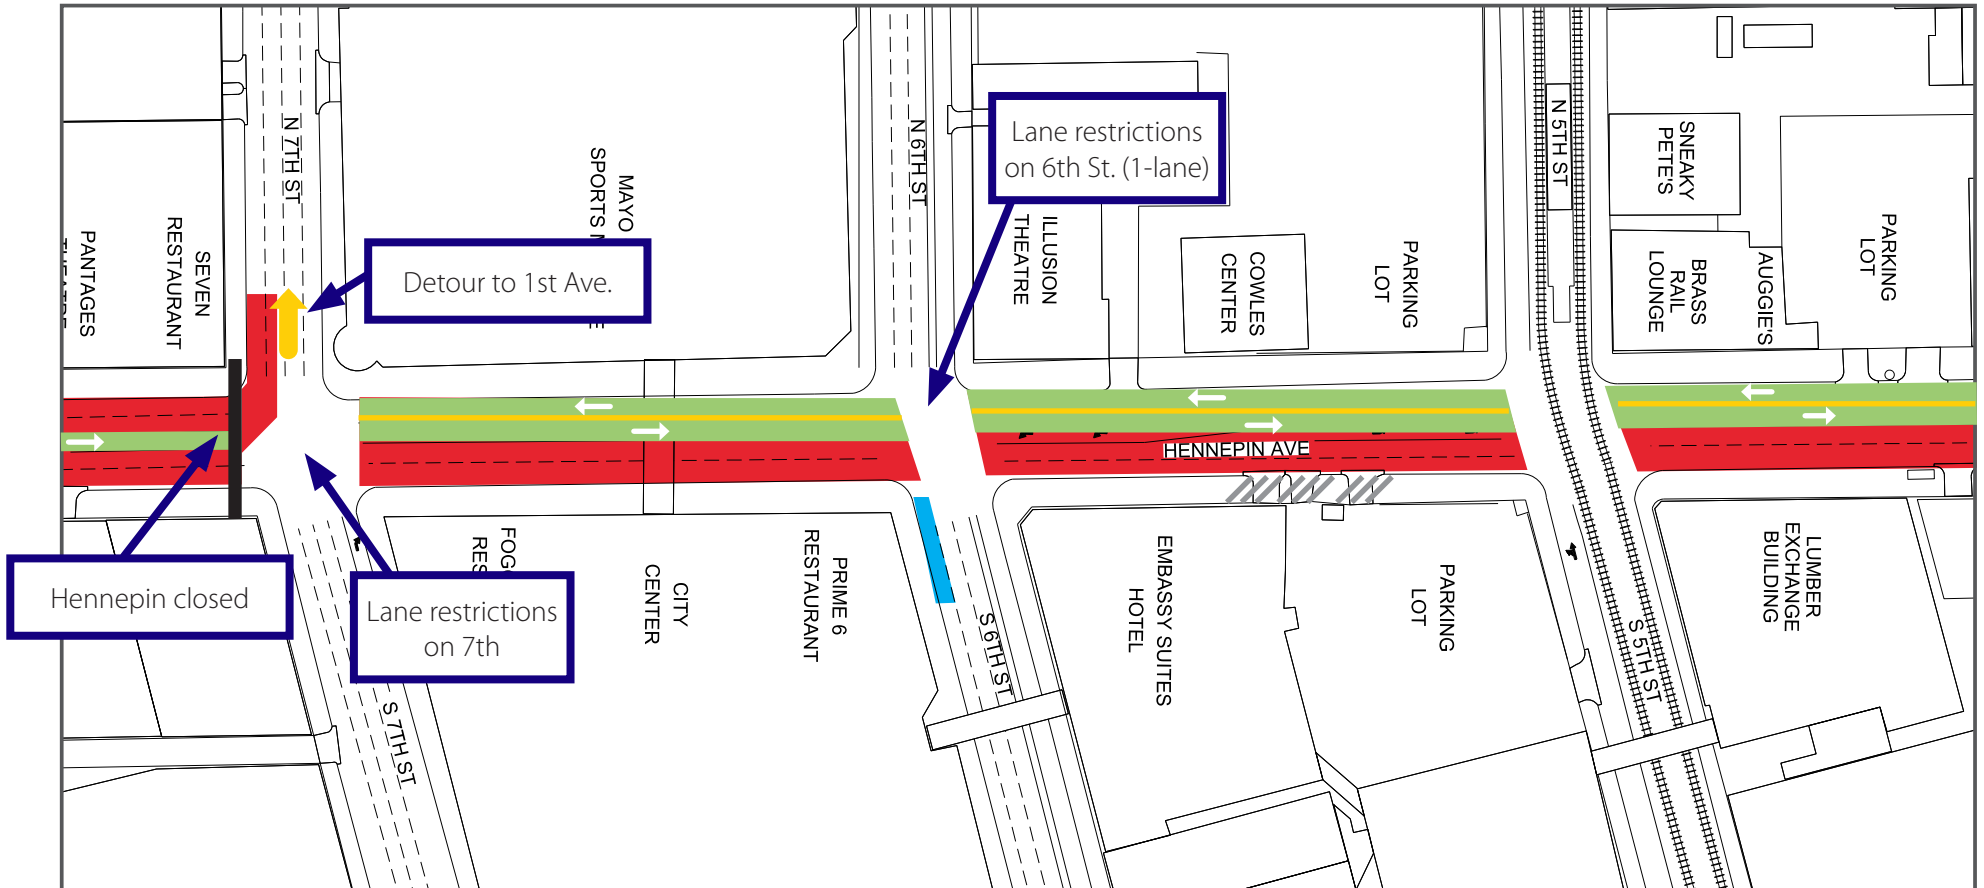 N 7TH ST
N 6TH ST
Lane restrictions
on 6th St. (1-lane)
N 5TH ST
SNEAKY
PETE'S
MAYO
SPORTS
ILLUSION
THEATRE
COWLES
CENTER
PARKING
LOT
BRASS
RAIL
LOUNGE
AUGGIE'S
PARKING
LOT
PANTAGES
SEVEN
RESTAURANT
Detour to 1st Ave.
HENNEPIN AVE
Hennepin closed
Lane restrictions
on 7th
CITY
CENTER
PRIME 6
RESTAURANT
EMBASSY SUITES
HOTEL
PARKING
LOT
LUMBER
EXCHANGE
BUILDING
S 7TH ST
S 6TH ST
S 5TH ST